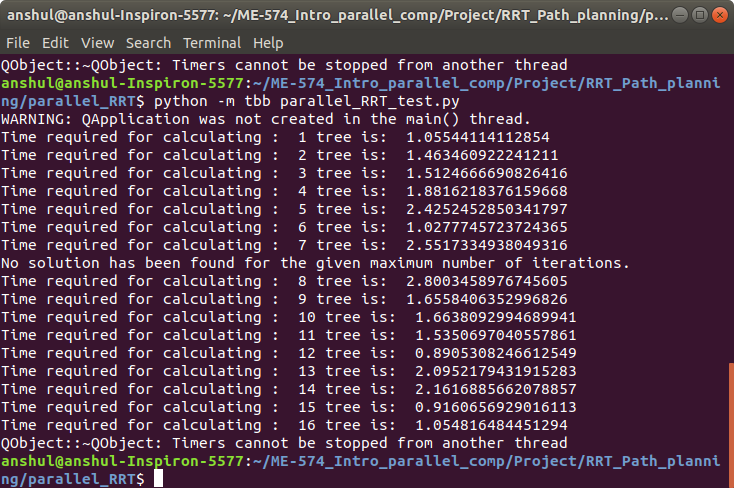 anshul@anshul-Inspiron-5577: ~/ME-574_Intro_parallel_comp/Project/RRT_Path_planning/p...
File Edit View Search Terminal Help
QObject::~QObject: Timers cannot be stopped from another thread
anshul@anshul-Inspiron-5577:~/ME-574_Intro_parallel_comp/Project/RRT_Path_planni
ng/parallel_RRT$ python -m tbb parallel_RRT_test.py
WARNING: QApplication was not created in the main() thread.
Time required for calculating :  1 tree is:  1.05544114112854
Time required for calculating :  2 tree is:  1.463460922241211
Time required for calculating :  3 tree is:  1.5124666690826416
Time required for calculating :  4 tree is:  1.8816218376159668
Time required for calculating :  5 tree is:  2.4252452850341797
Time required for calculating :  6 tree is:  1.0277745723724365
Time required for calculating :  7 tree is:  2.5517334938049316
No solution has been found for the given maximum number of iterations.
Time required for calculating :  8 tree is:  2.8003458976745605
Time required for calculating :  9 tree is:  1.6558406352996826
Time required for calculating :  10 tree is:  1.6638092994689941
Time required for calculating :  11 tree is:  1.5350697040557861
Time required for calculating :  12 tree is:  0.8905308246612549
Time required for calculating :  13 tree is:  2.0952179431915283
Time required for calculating :  14 tree is:  2.1616885662078857
Time required for calculating :  15 tree is:  0.9160656929016113
Time required for calculating :  16 tree is:  1.054816484451294
QObject::~QObject: Timers cannot be stopped from another thread
anshul@anshul-Inspiron-5577:~/ME-574_Intro_parallel_comp/Project/RRT_Path_planni
ng/parallel_RRT$